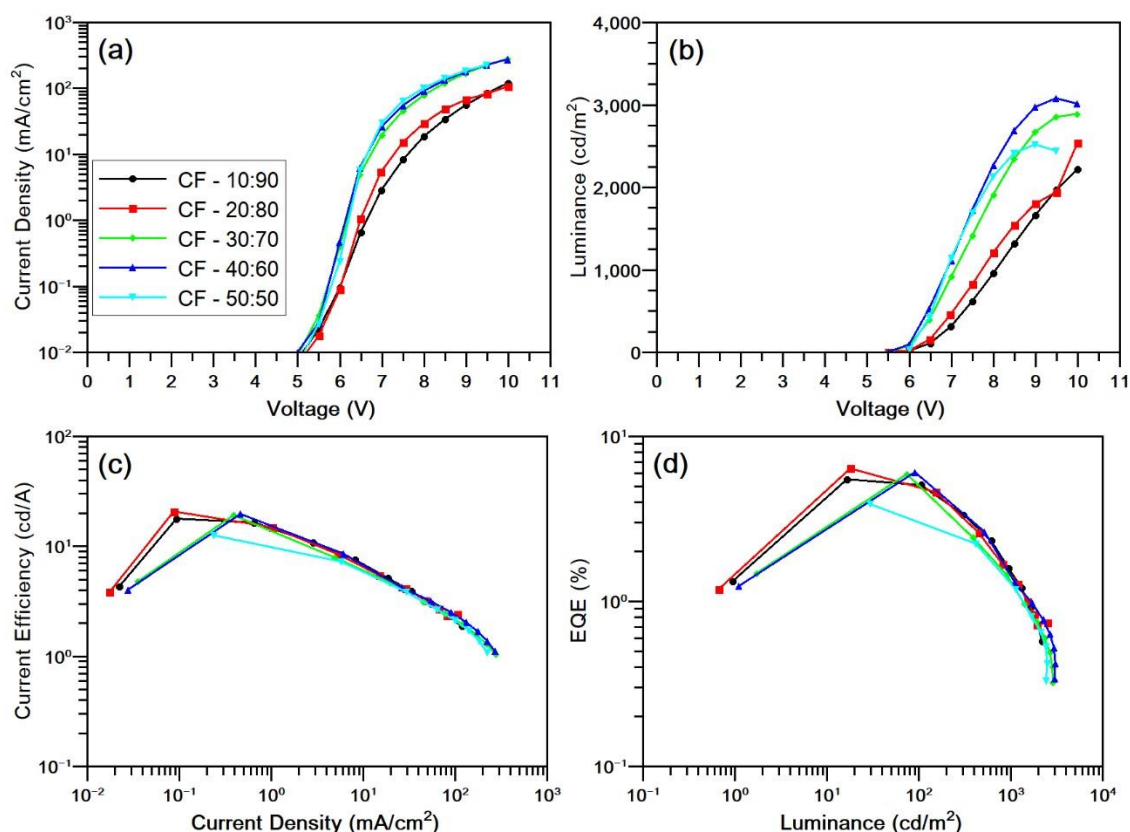 (a)
Current Density (mA/cm²)
10³
10²
10¹
10⁰
10⁻¹
10⁻²
CF - 10:90
CF - 20:80
CF - 30:70
CF - 40:60
CF - 50:50
0 1 2 3 4 5 6 7 8 9 10 11
Voltage (V)
(b)
Luminance (cd/m²)
4,000
3,000
2,000
1,000
0
0 1 2 3 4 5 6 7 8 9 10 11
Voltage (V)
(c)
Current Efficiency (cd/A)
10²
10¹
10⁰
10⁻¹
10⁻² 10⁻¹ 10⁰ 10¹ 10² 10³
Current Density (mA/cm²)
(d)
EQE (%)
10¹
10⁰
10⁻¹
10⁻¹ 10⁰ 10¹ 10² 10³ 10⁴
Luminance (cd/m²)